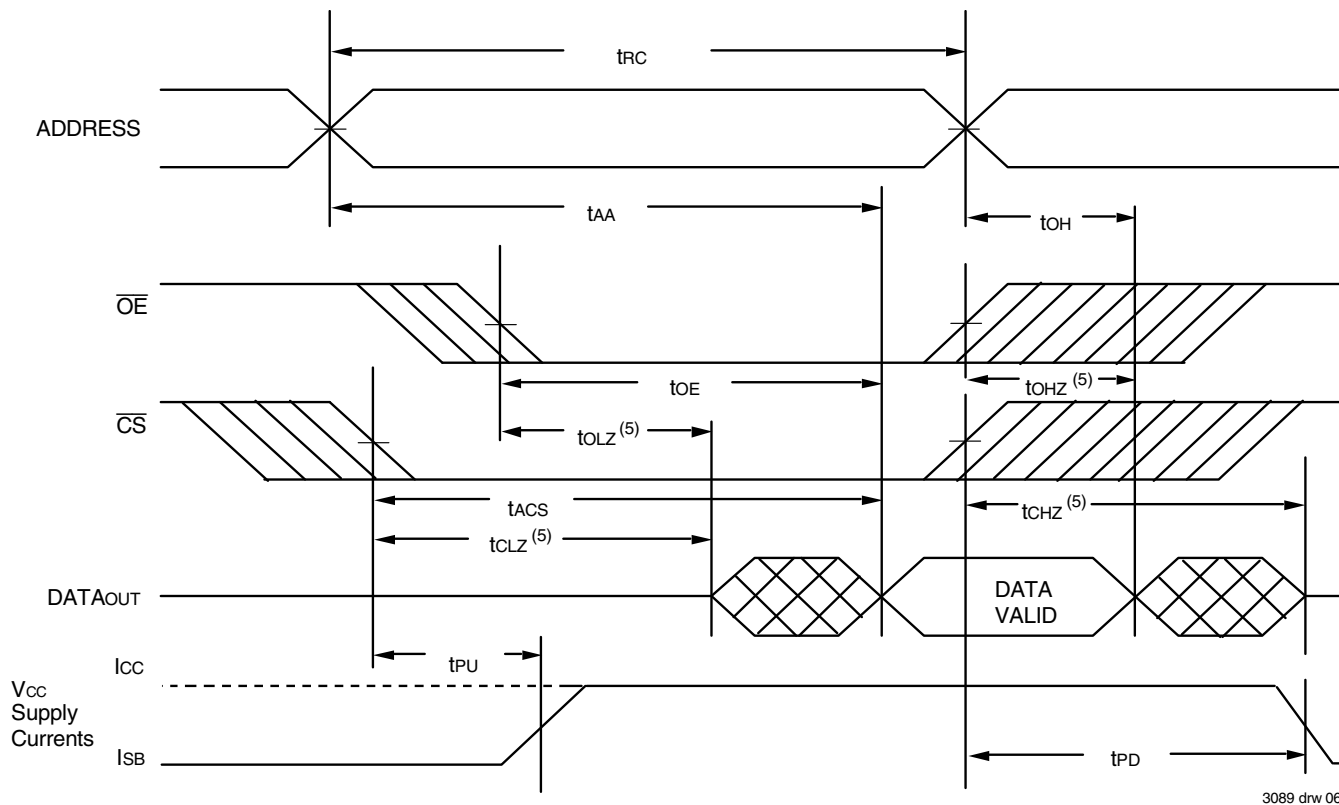 tRC
ADDRESS
tAA
tOH
OE
tOE
tOHZ (5)
CS
tOLZ (5)
tACS
tCHZ (5)
tCLZ (5)
DATAOUT
DATA
VALID
ICC
tPU
VCC
Supply
Currents
ISB
tPD
3089 drw 06